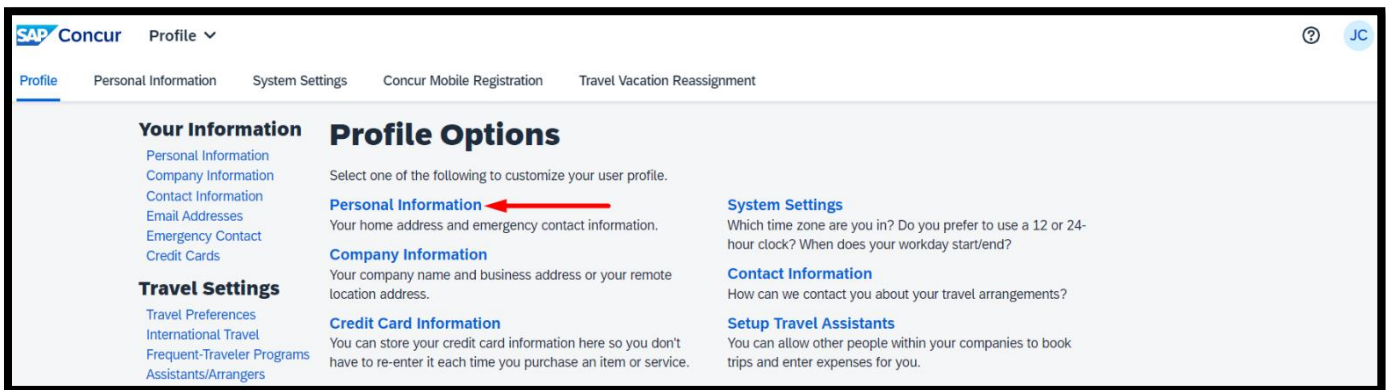 SAP Concur Profile
JC
Profile Personal Information System Settings Concur Mobile Registration Travel Vacation Reassignment
Your Information
Personal Information
Company Information
Contact Information
Email Addresses
Emergency Contact
Credit Cards
Travel Settings
Travel Preferences
International Travel
Frequent-Traveler Programs
Assistants/Arrangers
Profile Options
Select one of the following to customize your user profile.
Personal Information
Your home address and emergency contact information.
Company Information
Your company name and business address or your remote
location address.
Credit Card Information
You can store your credit card information here so you don't
have to re-enter it each time you purchase an item or service.
System Settings
Which time zone are you in? Do you prefer to use a 12 or 24-
hour clock? When does your workday start/end?
Contact Information
How can we contact you about your travel arrangements?
Setup Travel Assistants
You can allow other people within your companies to book
trips and enter expenses for you.